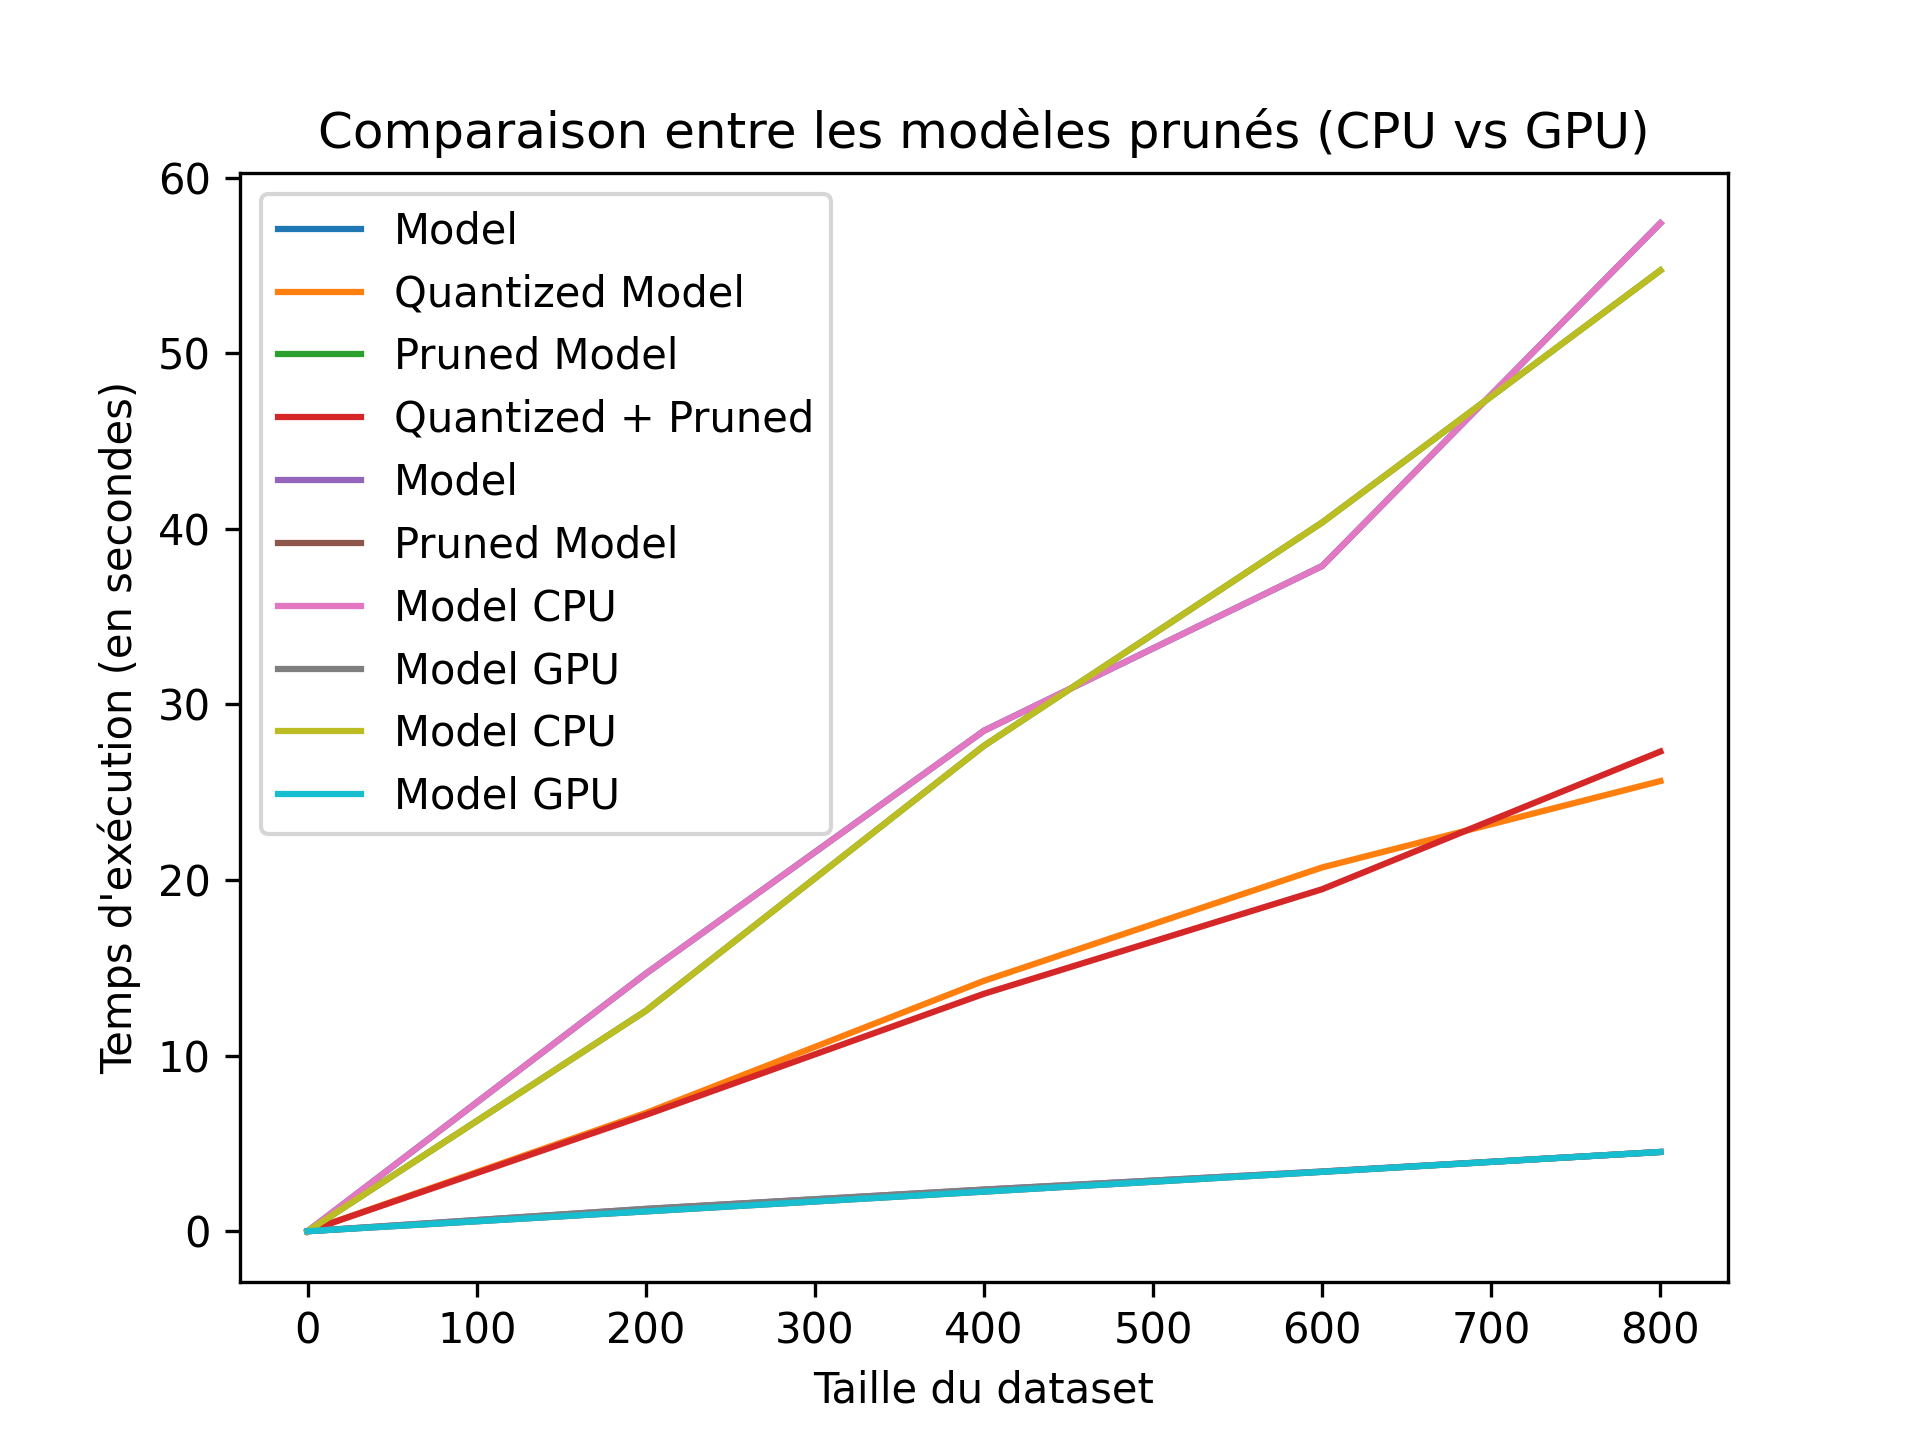 Comparaison entre les modèles prunés (CPU vs GPU)
60
50
40
30
20
10
0
Temps d'exécution (en secondes)
Model
Quantized Model
Pruned Model
Quantized + Pruned
Model
Pruned Model
Model CPU
Model GPU
Model CPU
Model GPU
0 100 200 300 400 500 600 700 800
Taille du dataset